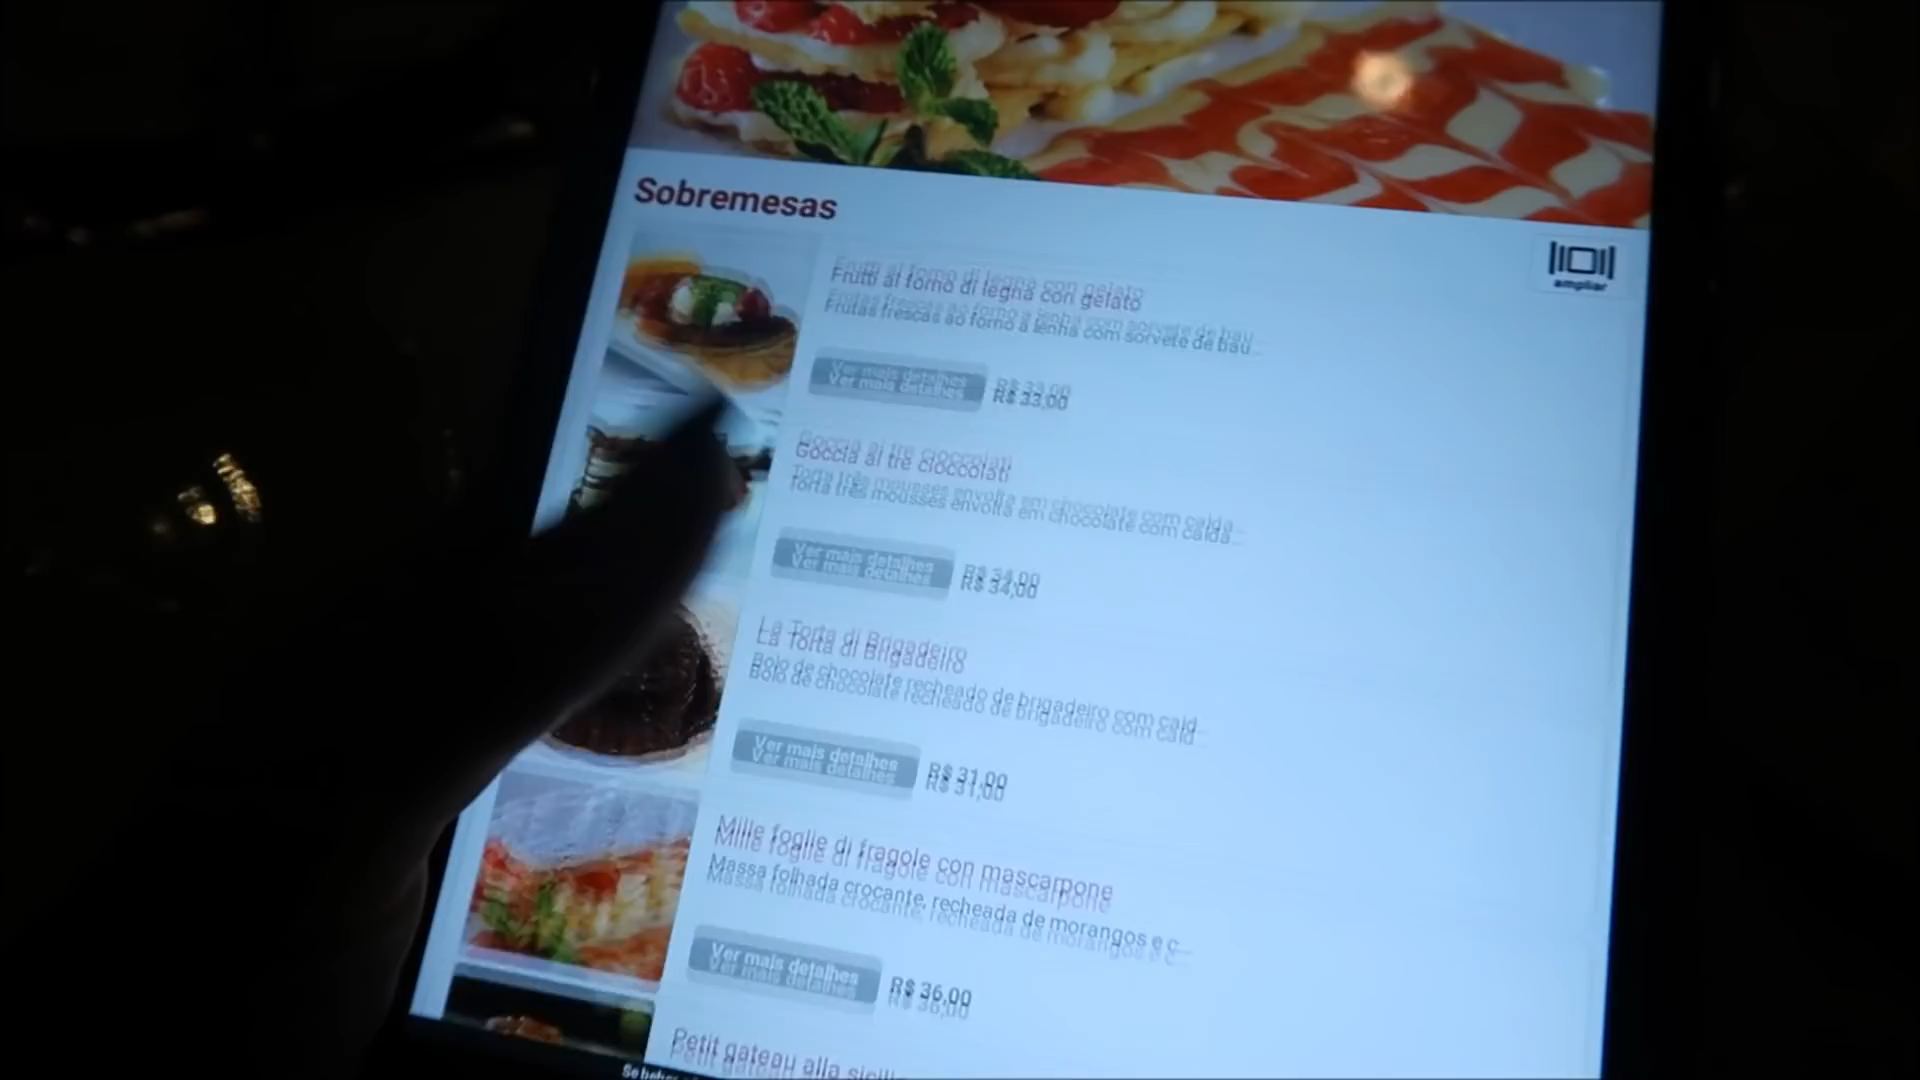 Sobremesas
ampliar
Frutti al forno di legna con gelato
Frutas frescas ao forno a lenha com sorvete de bau...
Ver mais detalhes R$ 33,00
Goccia ai tre cioccolati
Torta três mousses envolta em chocolate com calda...
Ver mais detalhes R$ 34,00
La Torta di Brigadeiro
Bolo de chocolate recheado de brigadeiro com cald...
Ver mais detalhes R$ 31,00
Mille foglie di fragole con mascarpone
Massa folhada crocante, recheada de morangos e c...
Ver mais detalhes R$ 36,00
Petit gateau alla
Se